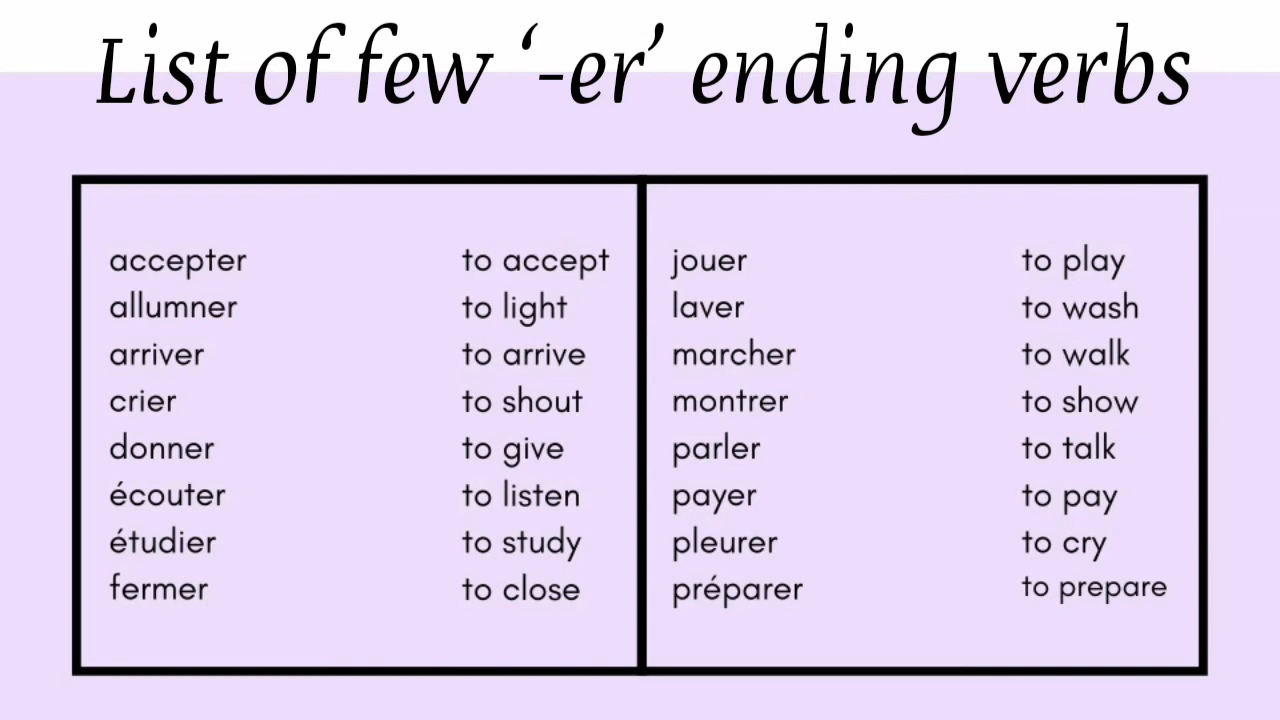 List of few ‘-er’ ending verbs
accepter to accept
allumner to light
arriver to arrive
crier to shout
donner to give
écouter to listen
étudier to study
fermer to close
jouer to play
laver to wash
marcher to walk
montrer to show
parler to talk
payer to pay
pleurer to cry
préparer to prepare